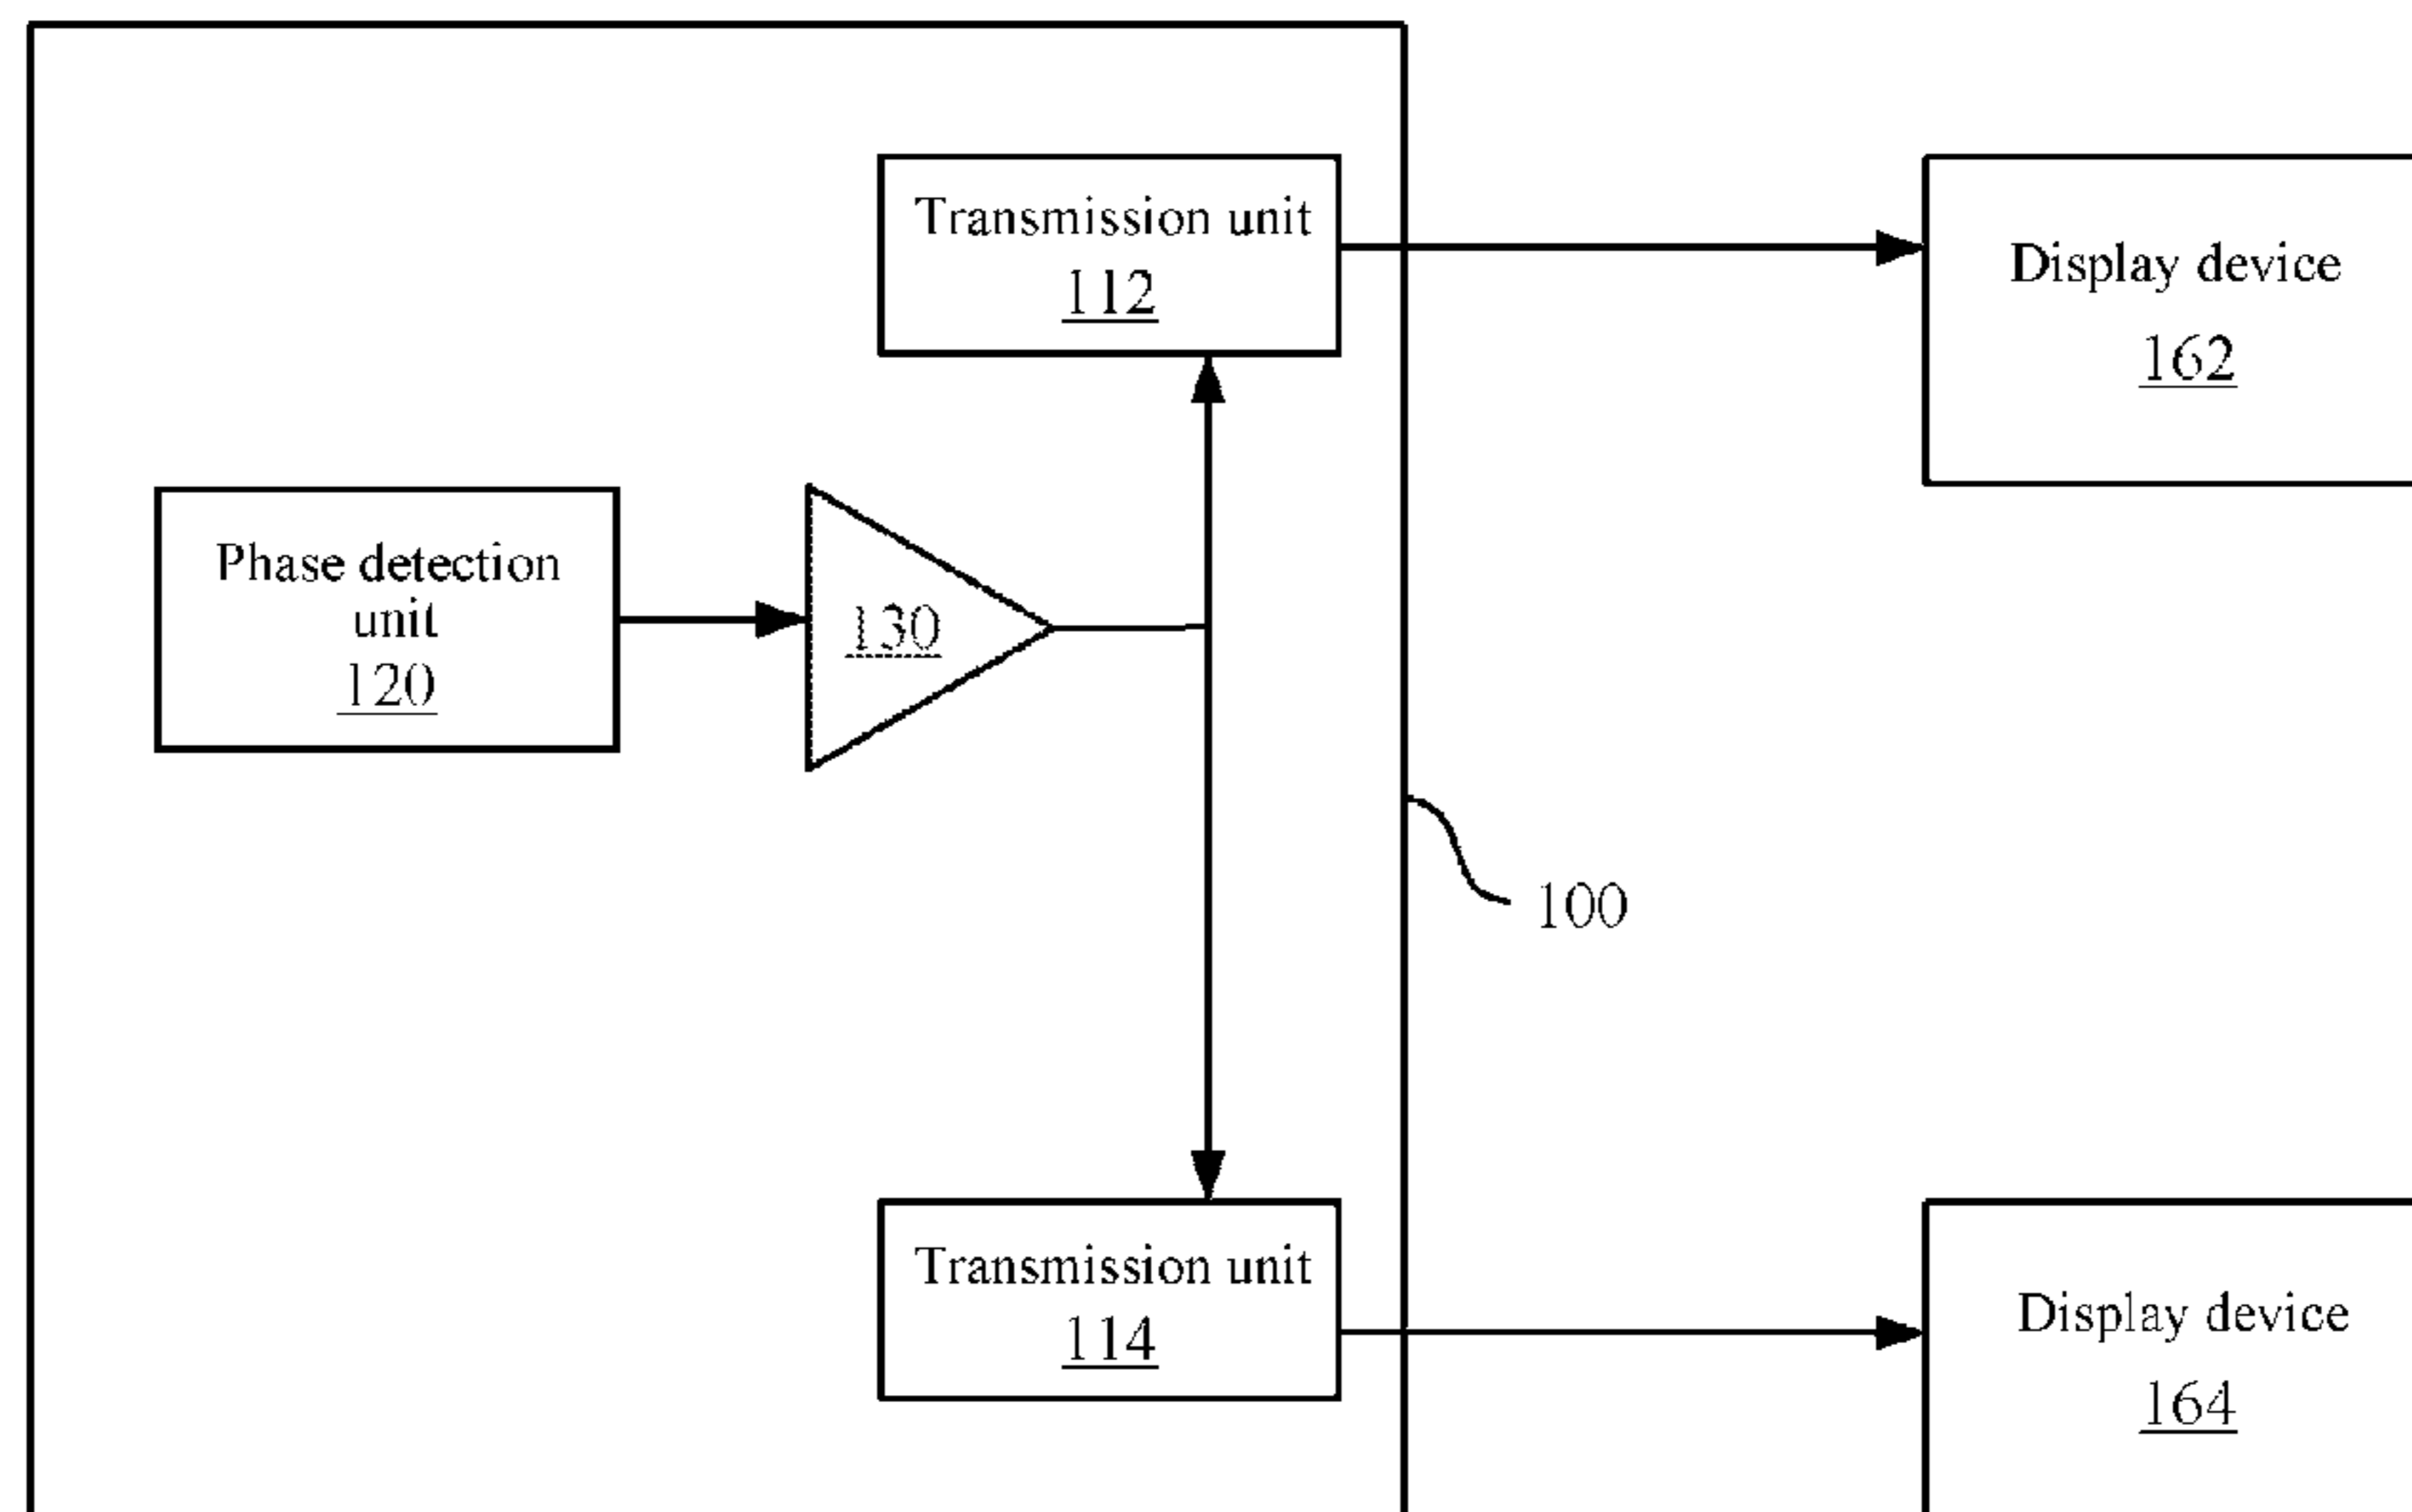 Transmission unit
112
Display device
162
Phase detection
unit
120
130
100
Transmission unit
114
Display device
164